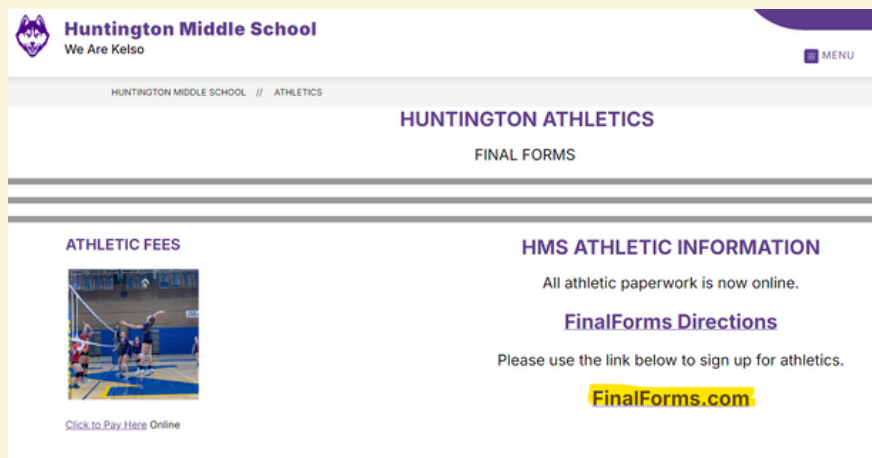 Huntington Middle School
We Are Kelso
MENU
HUNTINGTON MIDDLE SCHOOL // ATHLETICS
HUNTINGTON ATHLETICS
FINAL FORMS
ATHLETIC FEES
Click to Pay Here Online
HMS ATHLETIC INFORMATION
All athletic paperwork is now online.
FinalForms Directions
Please use the link below to sign up for athletics.
FinalForms.com